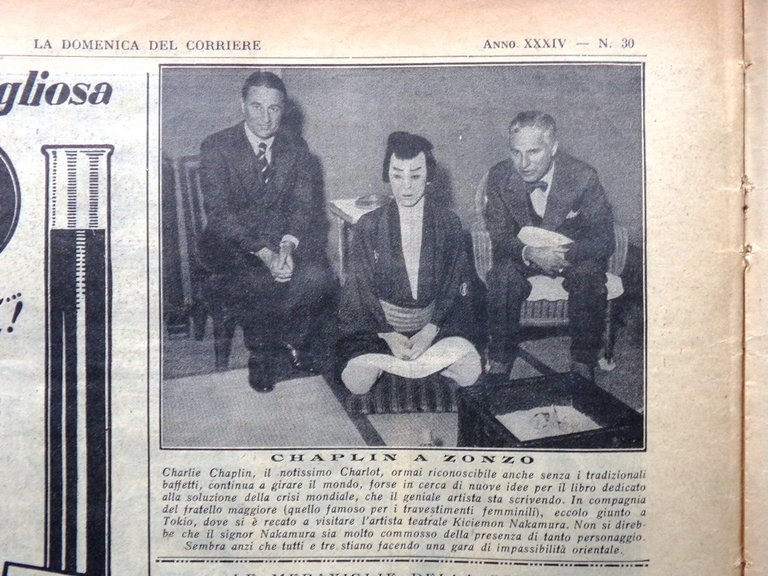 LA DOMENICA DEL CORRIERE
ANNO XXXIV — N. 30
gliosa
!
CHAPLIN A ZONZO
Charlie Chaplin, il notissimo Charlot, ormai riconoscibile anche senza i tradizionali
baffetti, continua a girare il mondo, forse in cerca di nuove idee per il libro dedicato
alla soluzione della crisi mondiale, che il geniale artista sta scrivendo. In compagnia
del fratello maggiore (quello famoso per i travestimenti femminili), eccolo giunto a
Tokio, dove si è recato a visitare l'artista teatrale Kiciemon Nakamura. Non si direb-
be che il signor Nakamura sia molto commosso della presenza di tanto personaggio.
Sembra anzi che tutti e tre stiano facendo una gara di impassibilità orientale.
LE MERAVIGLIE